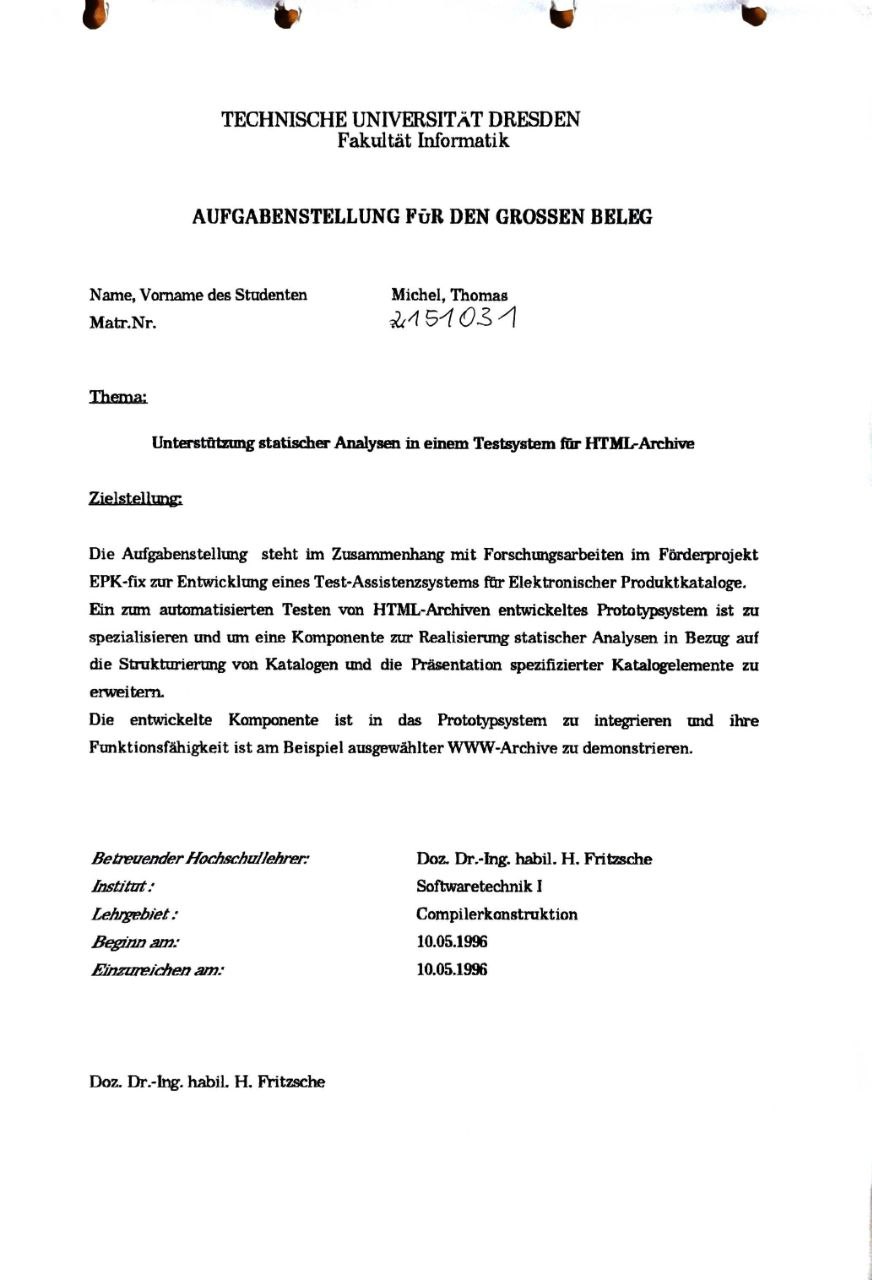 TECHNISCHE UNIVERSITÄT DRESDEN
Fakultät Informatik
AUFGABENSTELLUNG FüR DEN GROSSEN BELEG
Name, Vorname des Studenten Michel, Thomas
Matr.Nr. 2151031
Thema:
Unterstützung statischer Analysen in einem Testsystem für HTML-Archive
Zielstellung:
Die Aufgabenstellung steht im Zusammenhang mit Forschungsarbeiten im Förderprojekt
EPK-fix zur Entwicklung eines Test-Assistenzsystems für Elektronischer Produktkataloge.
Ein zum automatisierten Testen von HTML-Archiven entwickeltes Prototypsystem ist zu
spezialisieren und um eine Komponente zur Realisierung statischer Analysen in Bezug auf
die Strukturierung von Katalogen und die Präsentation spezifizierter Katalogelemente zu
erweitern.
Die entwickelte Komponente ist in das Prototypsystem zu integrieren und ihre
Funktionsfähigkeit ist am Beispiel ausgewählter WWW-Archive zu demonstrieren.
Betreuender Hochschullehrer: Doz. Dr.-Ing. habil. H. Fritzsche
Institut : Softwaretechnik I
Lehrgebiet : Compilerkonstruktion
Beginn am: 10.05.1996
Einzureichen am: 10.05.1996
Doz. Dr.-Ing. habil. H. Fritzsche